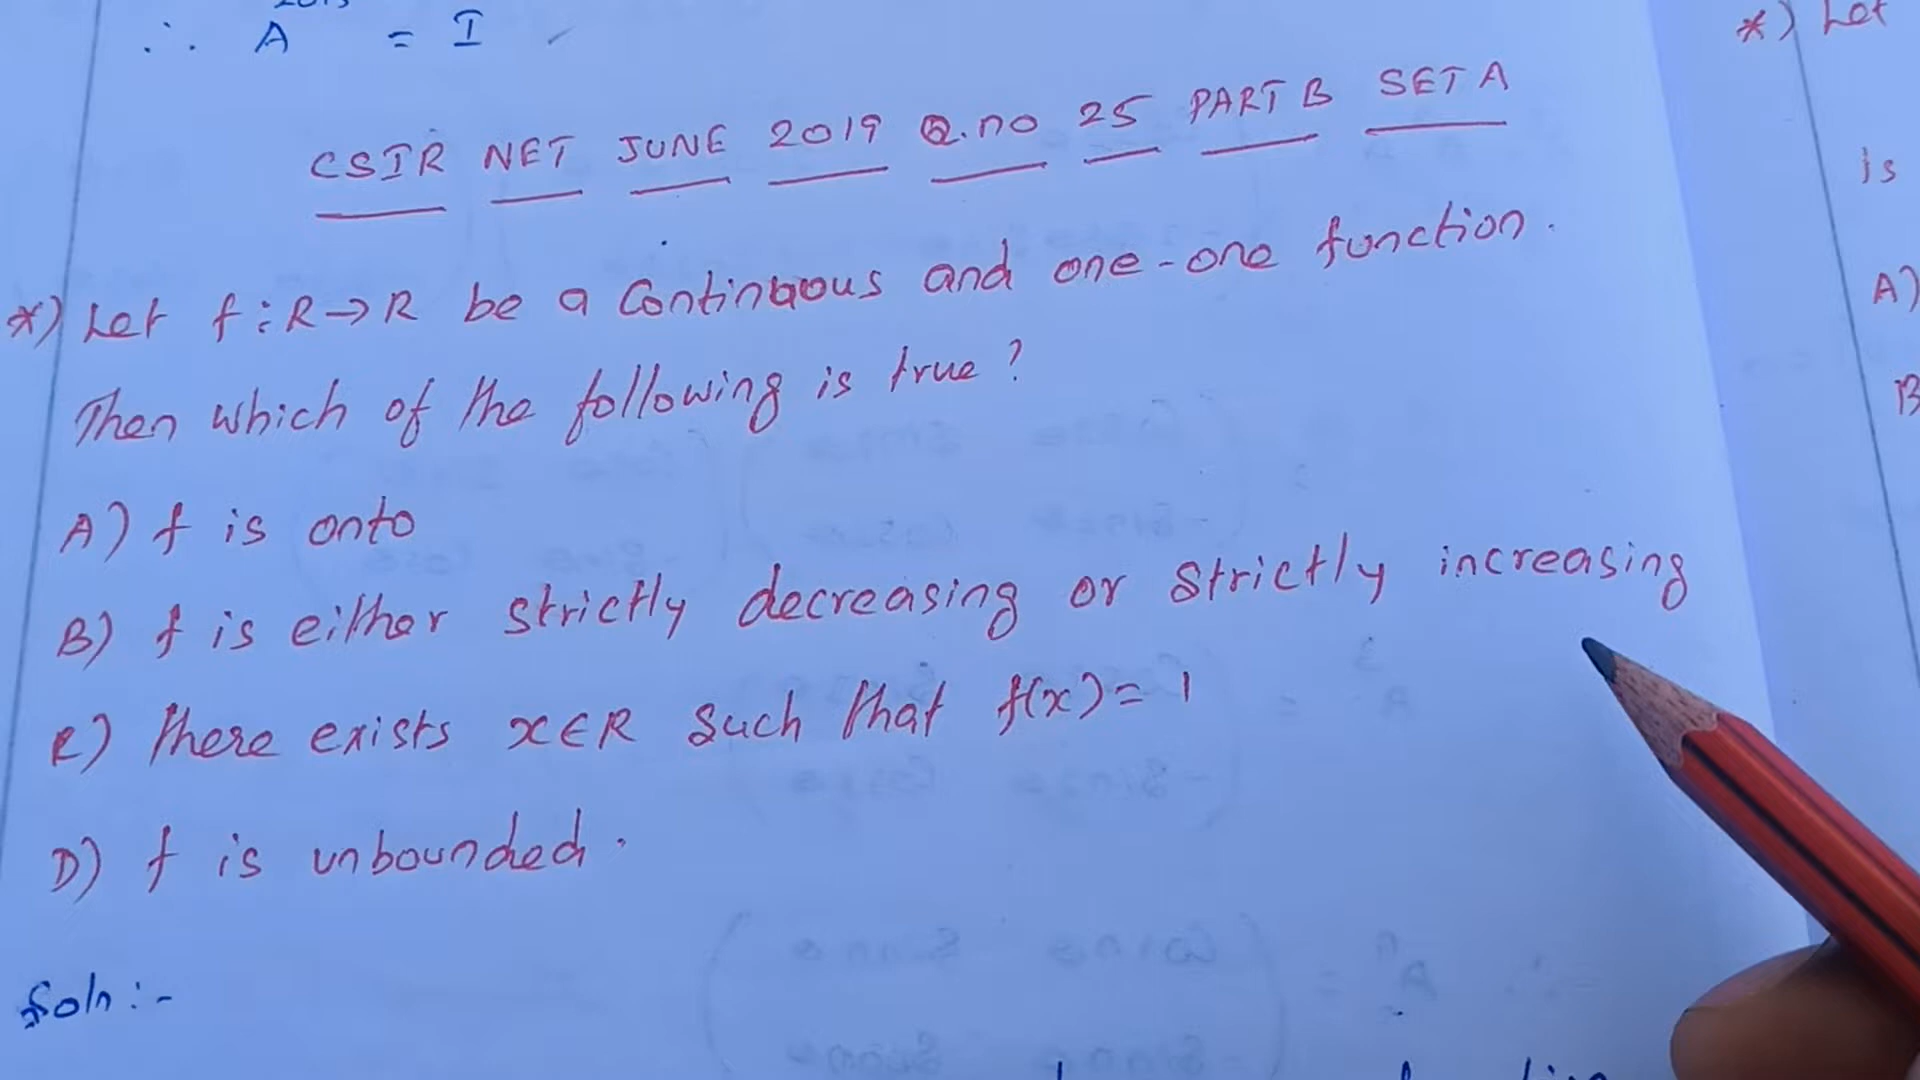 2019
∴ A = I
CSIR NET JUNE 2019 Q.no 25 PART B SET A
*) Let f:R→R be a continuous and one-one function.
Then which of the following is true?
A) f is onto
B) f is either strictly decreasing or strictly increasing
C) there exists x∈R such that f(x)=1
D) f is unbounded.
Soln:-
*) Let
is
A)
B